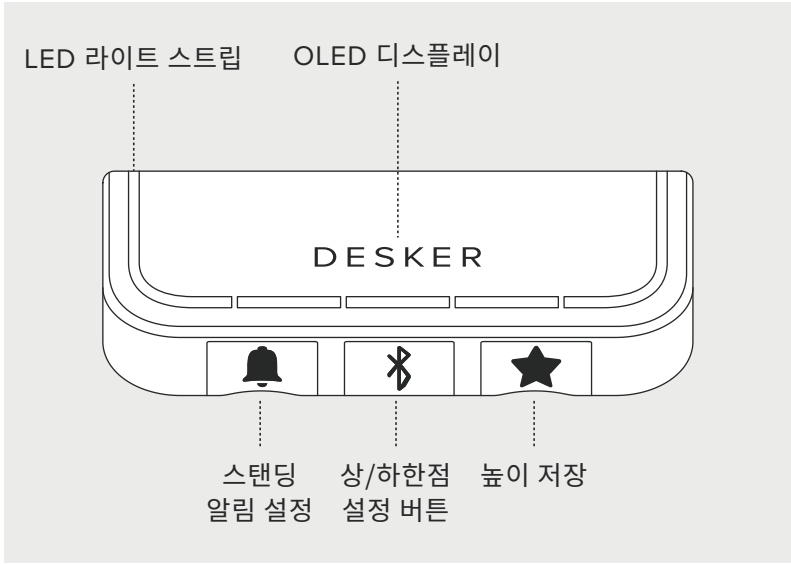 LED 라이트 스트립
OLED 디스플레이
DESKER
스탠딩
알림 설정
상/하한점
설정 버튼
높이 저장